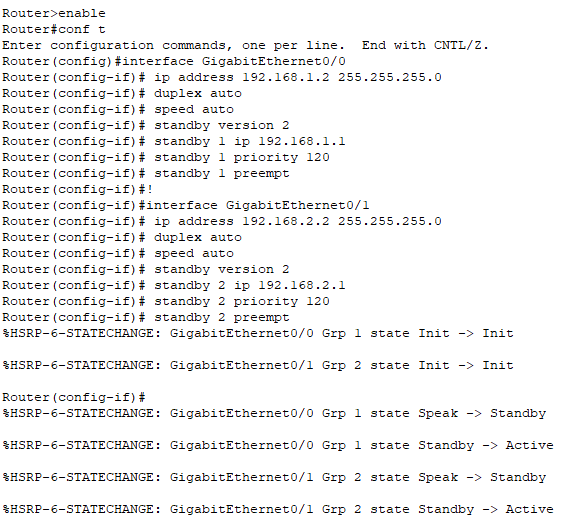 Router>enable
Router#conf t
Enter configuration commands, one per line.  End with CNTL/Z.
Router(config)#interface GigabitEthernet0/0
Router(config-if)# ip address 192.168.1.2 255.255.255.0
Router(config-if)# duplex auto
Router(config-if)# speed auto
Router(config-if)# standby version 2
Router(config-if)# standby 1 ip 192.168.1.1
Router(config-if)# standby 1 priority 120
Router(config-if)# standby 1 preempt
Router(config-if)#!
Router(config-if)#interface GigabitEthernet0/1
Router(config-if)# ip address 192.168.2.2 255.255.255.0
Router(config-if)# duplex auto
Router(config-if)# speed auto
Router(config-if)# standby version 2
Router(config-if)# standby 2 ip 192.168.2.1
Router(config-if)# standby 2 priority 120
Router(config-if)# standby 2 preempt
%HSRP-6-STATECHANGE: GigabitEthernet0/0 Grp 1 state Init -> Init
%HSRP-6-STATECHANGE: GigabitEthernet0/1 Grp 2 state Init -> Init
Router(config-if)#
%HSRP-6-STATECHANGE: GigabitEthernet0/0 Grp 1 state Speak -> Standby
%HSRP-6-STATECHANGE: GigabitEthernet0/0 Grp 1 state Standby -> Active
%HSRP-6-STATECHANGE: GigabitEthernet0/1 Grp 2 state Speak -> Standby
%HSRP-6-STATECHANGE: GigabitEthernet0/1 Grp 2 state Standby -> Active